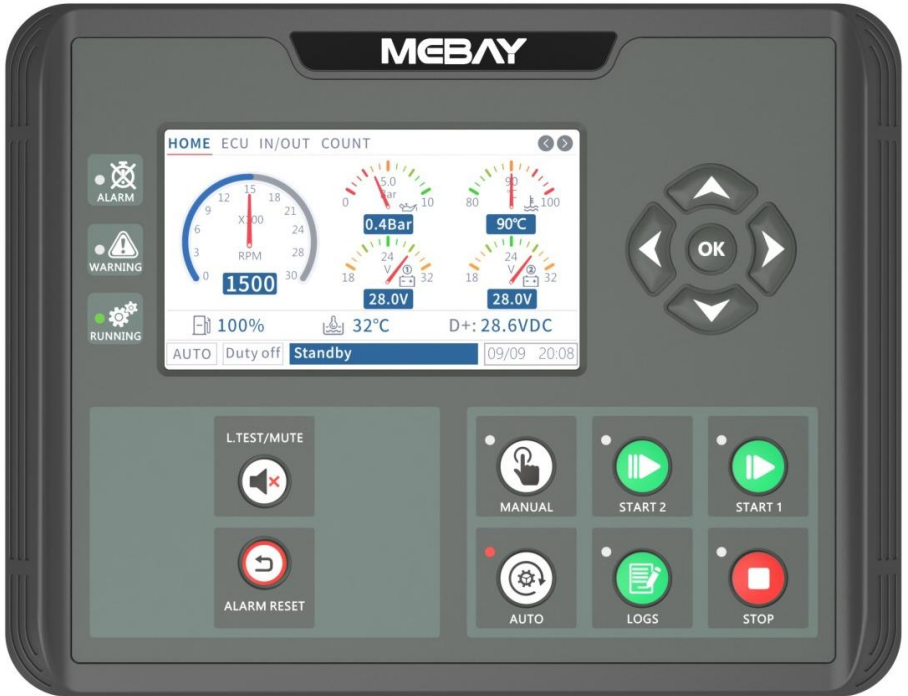 MEBAY
HOME ECU IN/OUT COUNT
ALARM
WARNING
RUNNING
0 3 6 9 12 15 18 21 24 28 30
X100
RPM
1500
0 5.0 10
Bar
0.4Bar
80 90 100
℃
90℃
18 24 32
V ①
28.0V
18 24 32
V ②
28.0V
100% 32℃ D+: 28.6VDC
AUTO Duty off Standby 09/09 20:08
OK
L.TEST/MUTE
ALARM RESET
MANUAL START 2 START 1
AUTO LOGS STOP